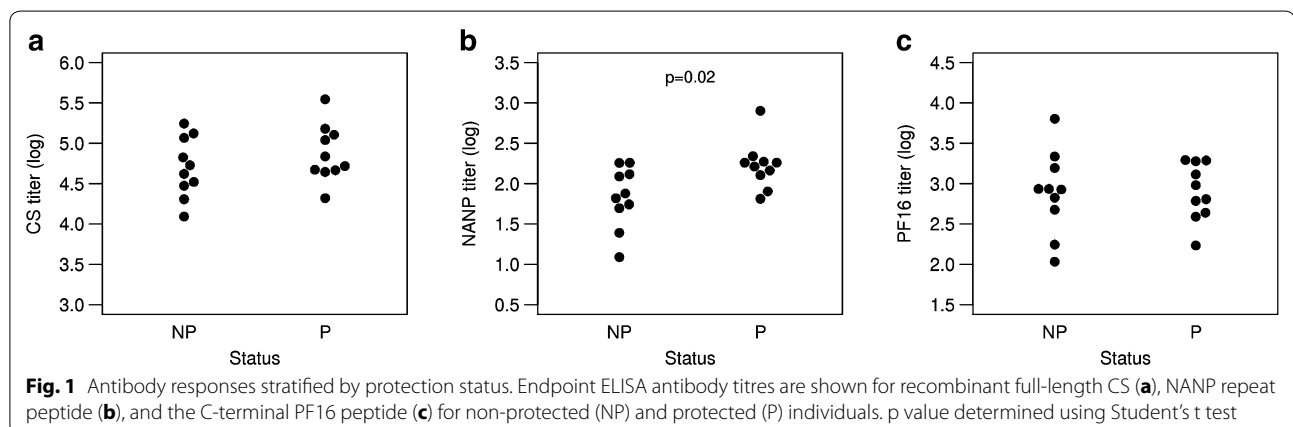 a
6.0
5.5
5.0
4.5
4.0
3.5
3.0
CS titer (log)
NP P
Status
b
3.5
3.0
2.5
2.0
1.5
1.0
0.5
NANP titer (log)
p=0.02
NP P
Status
c
4.5
4.0
3.5
3.0
2.5
2.0
1.5
PF16 titer (log)
NP P
Status
Fig. 1 Antibody responses stratified by protection status. Endpoint ELISA antibody titres are shown for recombinant full-length CS (a), NANP repeat
peptide (b), and the C-terminal PF16 peptide (c) for non-protected (NP) and protected (P) individuals. p value determined using Student's t test